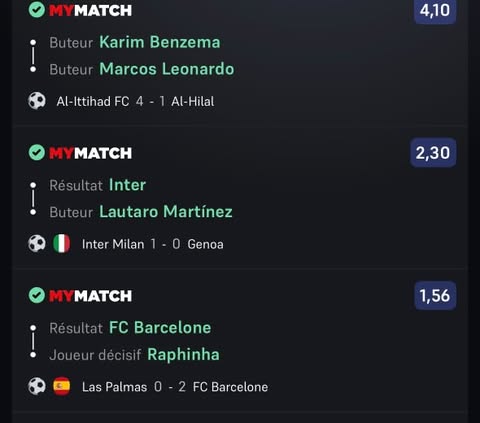 MYMATCH 4,10
Buteur Karim Benzema
Buteur Marcos Leonardo
Al-Ittihad FC 4 - 1 Al-Hilal
MYMATCH 2,30
Résultat Inter
Buteur Lautaro Martínez
Inter Milan 1 - 0 Genoa
MYMATCH 1,56
Résultat FC Barcelone
Joueur décisif Raphinha
Las Palmas 0 - 2 FC Barcelone